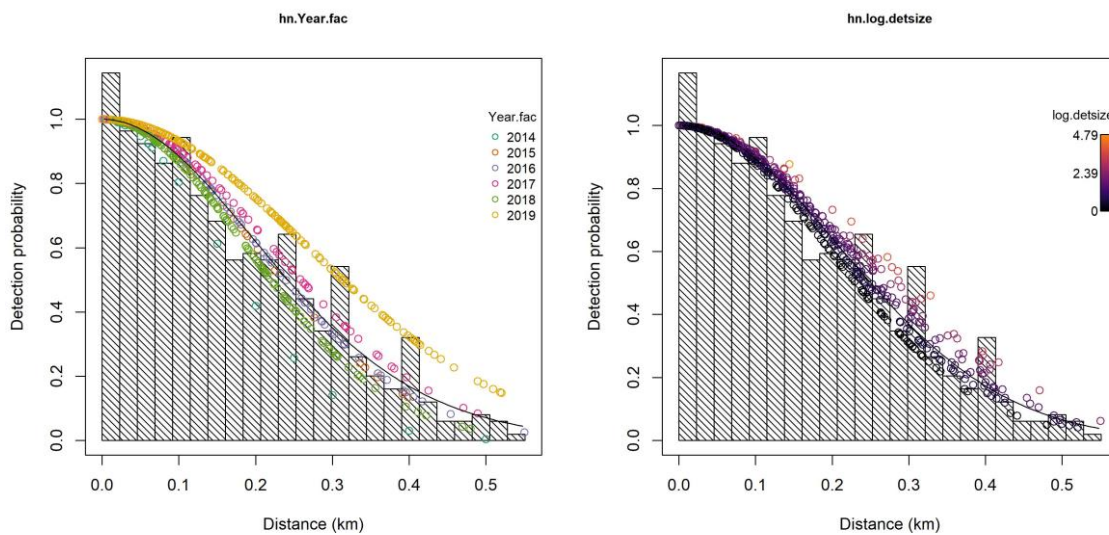 hn.Year.fac
Detection probability
1.0
0.8
0.6
0.4
0.2
0.0
0.0 0.1 0.2 0.3 0.4 0.5
Distance (km)
Year.fac
2014
2015
2016
2017
2018
2019
hn.log.detsize
Detection probability
1.0
0.8
0.6
0.4
0.2
0.0
0.0 0.1 0.2 0.3 0.4 0.5
Distance (km)
log.detsize
4.79
2.39
0